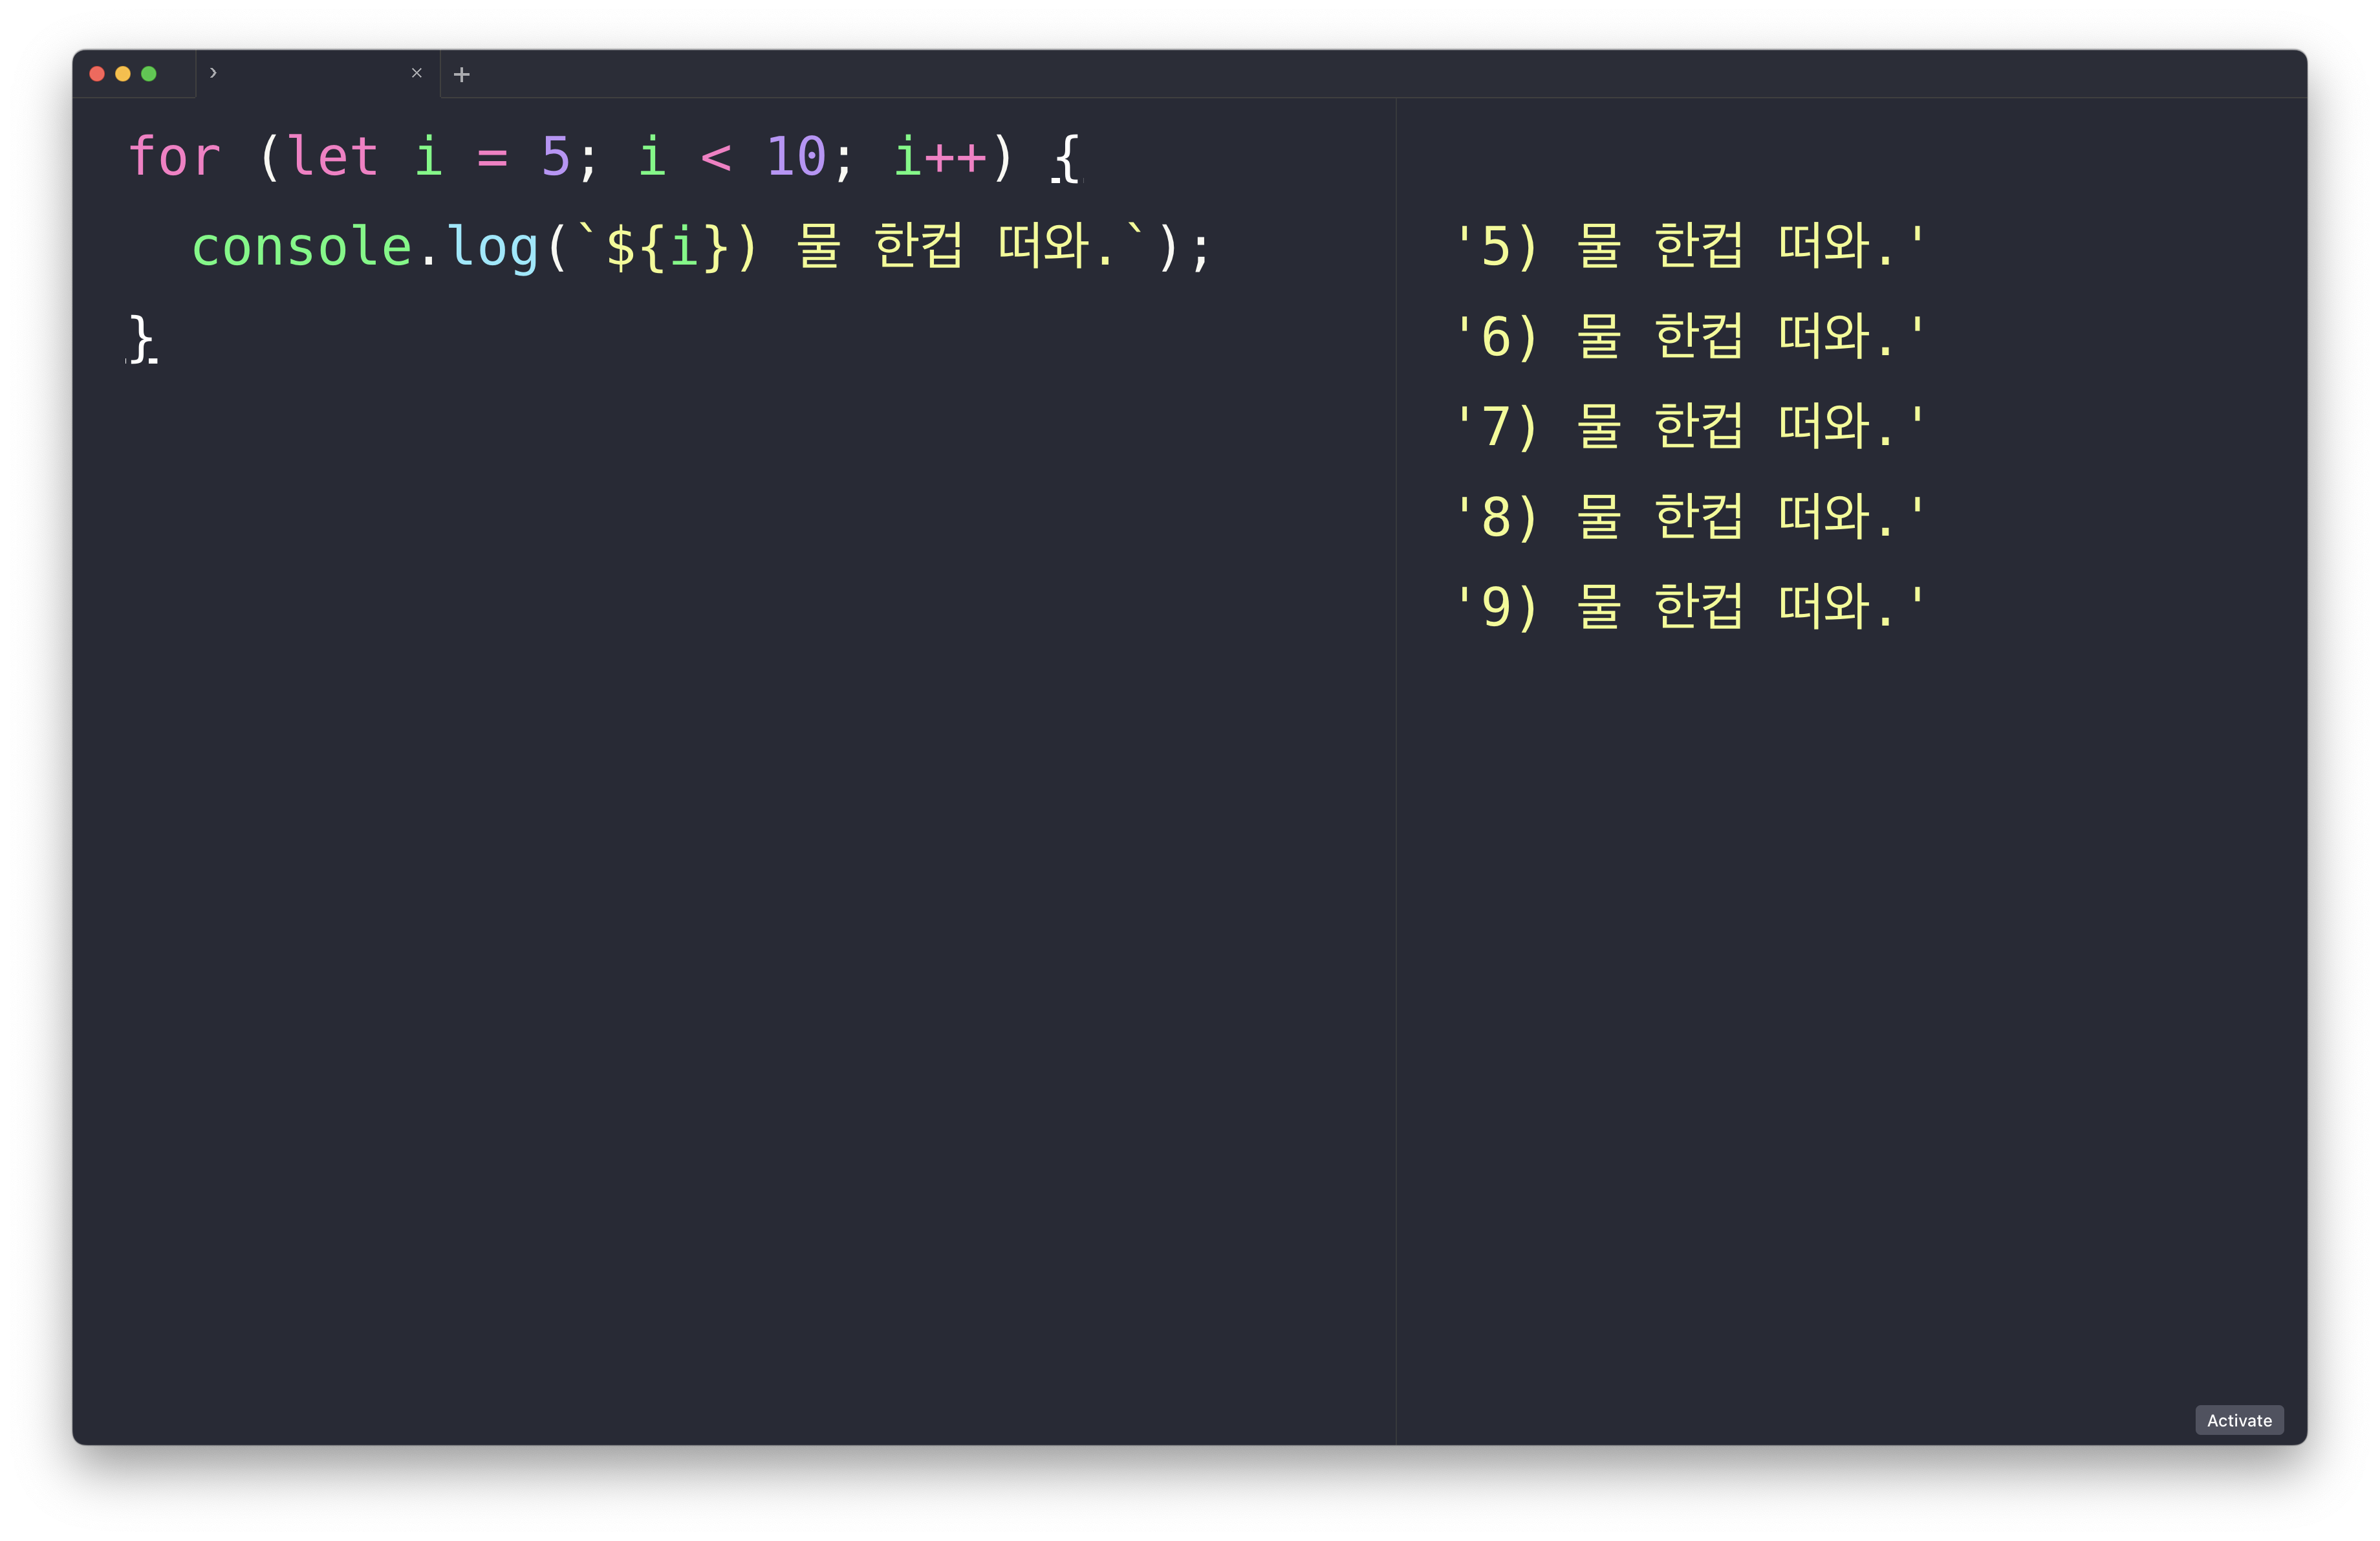 for (let i = 5; i < 10; i++) {
  console.log(`${i}) 물 한컵 떠와.`);
}
'5) 물 한컵 떠와.'
'6) 물 한컵 떠와.'
'7) 물 한컵 떠와.'
'8) 물 한컵 떠와.'
'9) 물 한컵 떠와.'
Activate